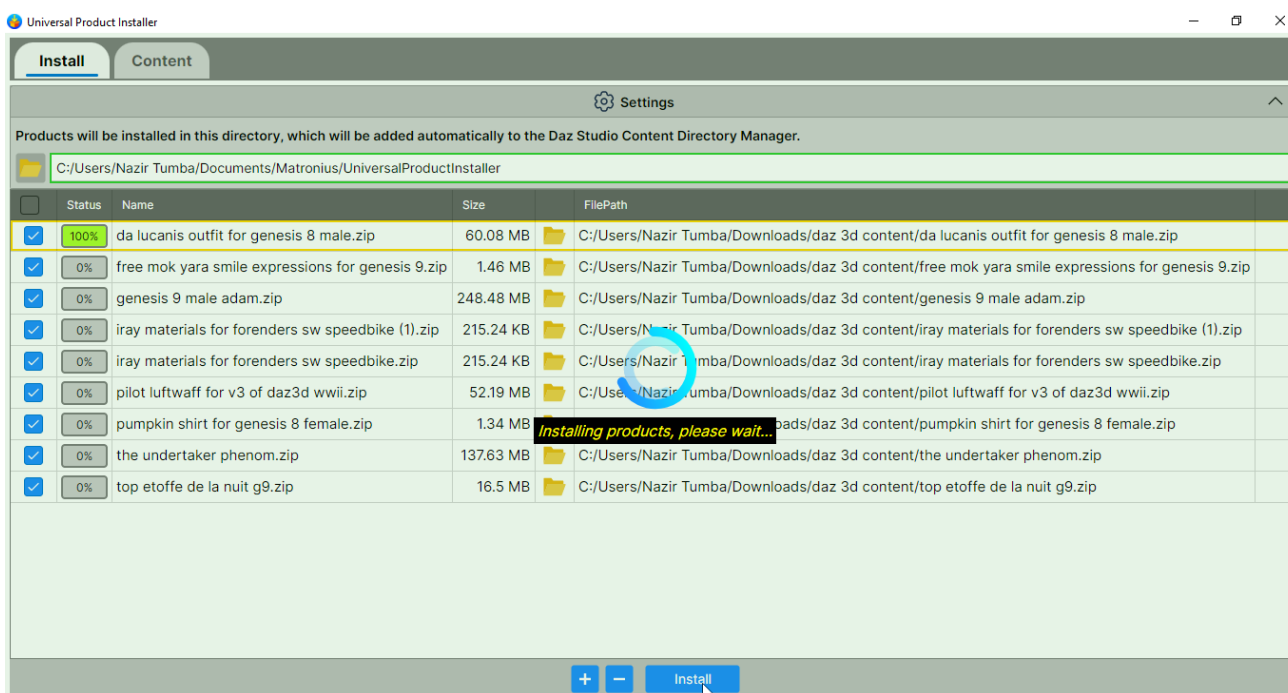 Universal Product Installer
Install Content
Settings
Products will be installed in this directory, which will be added automatically to the Daz Studio Content Directory Manager.
C:/Users/Nazir Tumba/Documents/Matronius/UniversalProductInstaller
Status Name Size FilePath
100% da lucanis outfit for genesis 8 male.zip 60.08 MB C:/Users/Nazir Tumba/Downloads/daz 3d content/da lucanis outfit for genesis 8 male.zip
0% free mok yara smile expressions for genesis 9.zip 1.46 MB C:/Users/Nazir Tumba/Downloads/daz 3d content/free mok yara smile expressions for genesis 9.zip
0% genesis 9 male adam.zip 248.48 MB C:/Users/Nazir Tumba/Downloads/daz 3d content/genesis 9 male adam.zip
0% iray materials for forenders sw speedbike (1).zip 215.24 KB C:/Users/Nazir Tumba/Downloads/daz 3d content/iray materials for forenders sw speedbike (1).zip
0% iray materials for forenders sw speedbike.zip 215.24 KB C:/Users/Nazir Tumba/Downloads/daz 3d content/iray materials for forenders sw speedbike.zip
0% pilot luftwaff for v3 of daz3d wwii.zip 52.19 MB C:/Users/Nazir Tumba/Downloads/daz 3d content/pilot luftwaff for v3 of daz3d wwii.zip
0% pumpkin shirt for genesis 8 female.zip 1.34 MB oads/daz 3d content/pumpkin shirt for genesis 8 female.zip
Installing products, please wait...
0% the undertaker phenom.zip 137.63 MB C:/Users/Nazir Tumba/Downloads/daz 3d content/the undertaker phenom.zip
0% top etoffe de la nuit g9.zip 16.5 MB C:/Users/Nazir Tumba/Downloads/daz 3d content/top etoffe de la nuit g9.zip
+ − Install